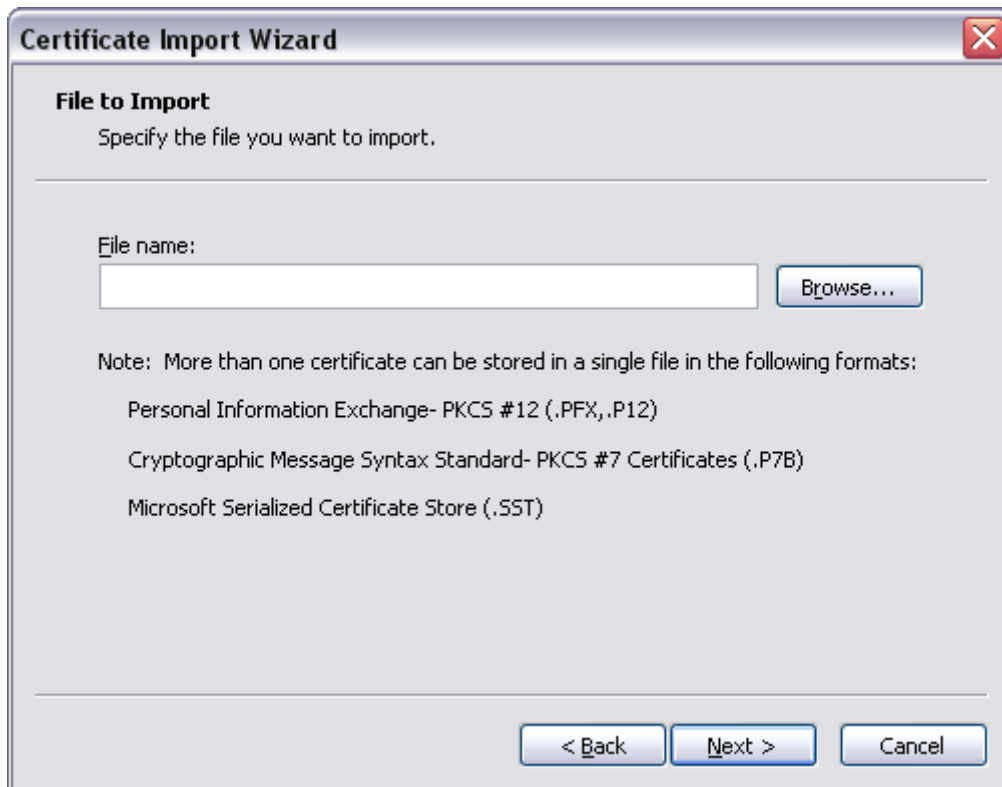 Certificate Import Wizard
File to Import
Specify the file you want to import.
File name:
Browse...
Note:  More than one certificate can be stored in a single file in the following formats:
Personal Information Exchange- PKCS #12 (.PFX,.P12)
Cryptographic Message Syntax Standard- PKCS #7 Certificates (.P7B)
Microsoft Serialized Certificate Store (.SST)
< Back
Next >
Cancel